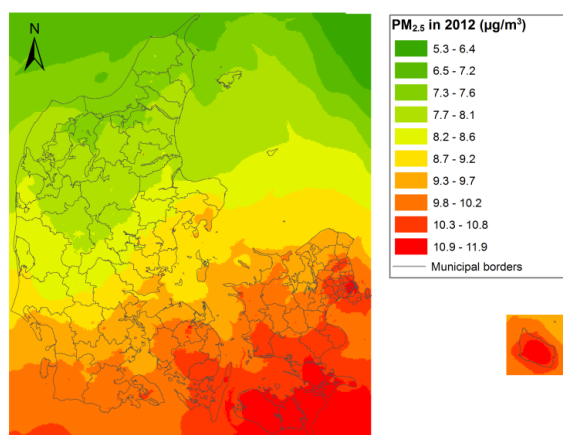 N
PM2.5 in 2012 (µg/m³)
5.3 - 6.4
6.5 - 7.2
7.3 - 7.6
7.7 - 8.1
8.2 - 8.6
8.7 - 9.2
9.3 - 9.7
9.8 - 10.2
10.3 - 10.8
10.9 - 11.9
Municipal borders